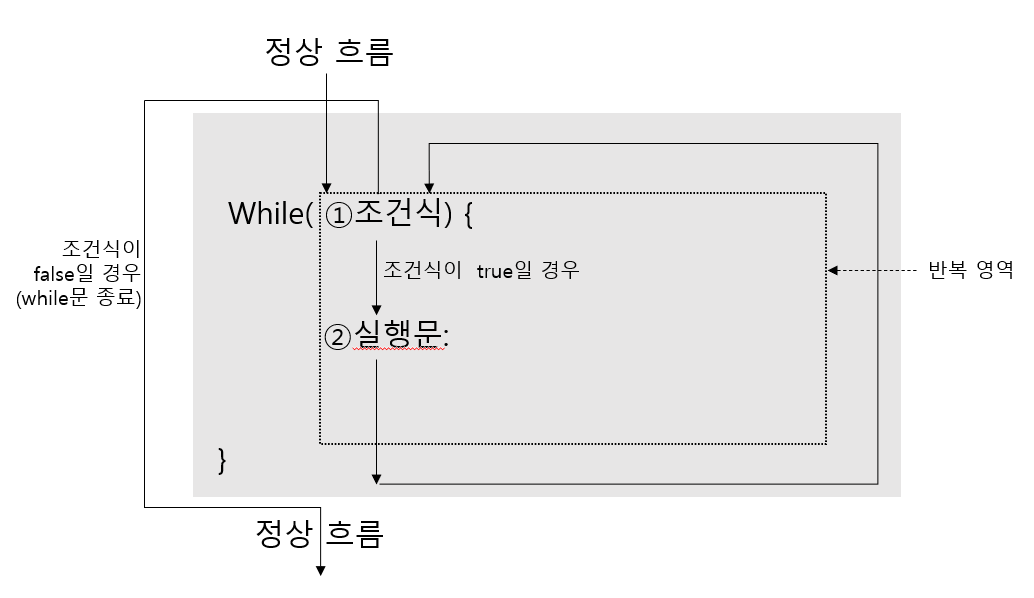 정상 흐름
While( ①조건식) {
조건식이
false일 경우
(while문 종료)
조건식이 true일 경우
반복 영역
②실행문:
}
정상 흐름